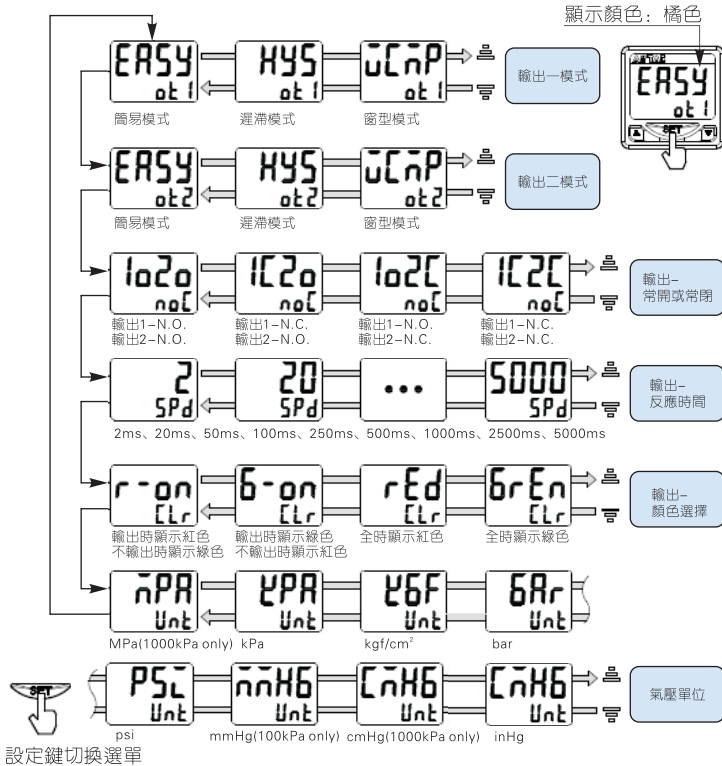 顯示顏色：橘色
EASY
ot1
HYS
ot1
WCMP
ot1
輸出一模式
簡易模式
遲滯模式
窗型模式
EASY
ot1
SET
EASY
ot2
HYS
ot2
WCMP
ot2
輸出二模式
簡易模式
遲滯模式
窗型模式
1o2o
noC
1C2o
noC
1o2C
noC
1C2C
noC
輸出–
常開或常閉
輸出1–N.O.
輸出2–N.O.
輸出1–N.C.
輸出2–N.O.
輸出1–N.O.
輸出2–N.C.
輸出1–N.C.
輸出2–N.C.
2
SPd
20
SPd
•••
5000
SPd
輸出–
反應時間
2ms、20ms、50ms、100ms、250ms、500ms、1000ms、2500ms、5000ms
r-on
CLr
G-on
CLr
rEd
CLr
GrEn
CLr
輸出–
顏色選擇
輸出時顯示紅色
不輸出時顯示綠色
輸出時顯示綠色
不輸出時顯示紅色
全時顯示紅色
全時顯示綠色
MPA
Unt
KPA
Unt
KGF
Unt
bAr
Unt
MPa(1000kPa only)
kPa
kgf/cm²
bar
SET
PSi
Unt
mmHG
Unt
CmHG
Unt
CmHG
Unt
氣壓單位
psi
mmHg(100kPa only)
cmHg(1000kPa only)
inHg
設定鍵切換選單